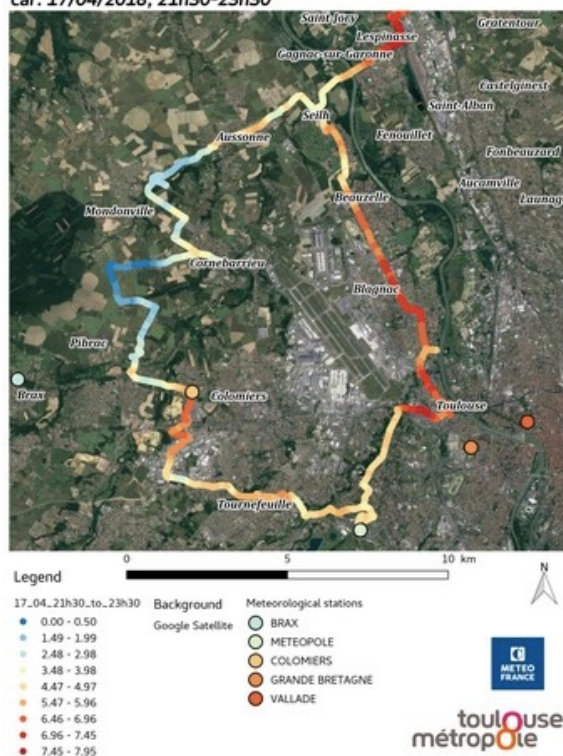 car: 17/04/2018, 21h30-23h30
Saint Jory
Gratentour
Lespinasse
Gagnac-sur-Garonne
Castelginest
Saint-Alban
Seilh
Aussonne
Fenouillet
Fonbeauzard
Aucamville
Mondonville
Beauzelle
Launag
Cornebarrieu
Blagnac
Pibrac
Brax
Colomiers
Toulouse
Tournefeuille
0 5 10 km
N
Legend
17_04_21h30_to_23h30
0.00 - 0.50
1.49 - 1.99
2.48 - 2.98
3.48 - 3.98
4.47 - 4.97
5.47 - 5.96
6.46 - 6.96
6.96 - 7.45
7.45 - 7.95
Background
Google Satellite
Meteorological stations
BRAX
METEOPOLE
COLOMIERS
GRANDE BRETAGNE
VALLADE
METEO
FRANCE
toulouse
métropole